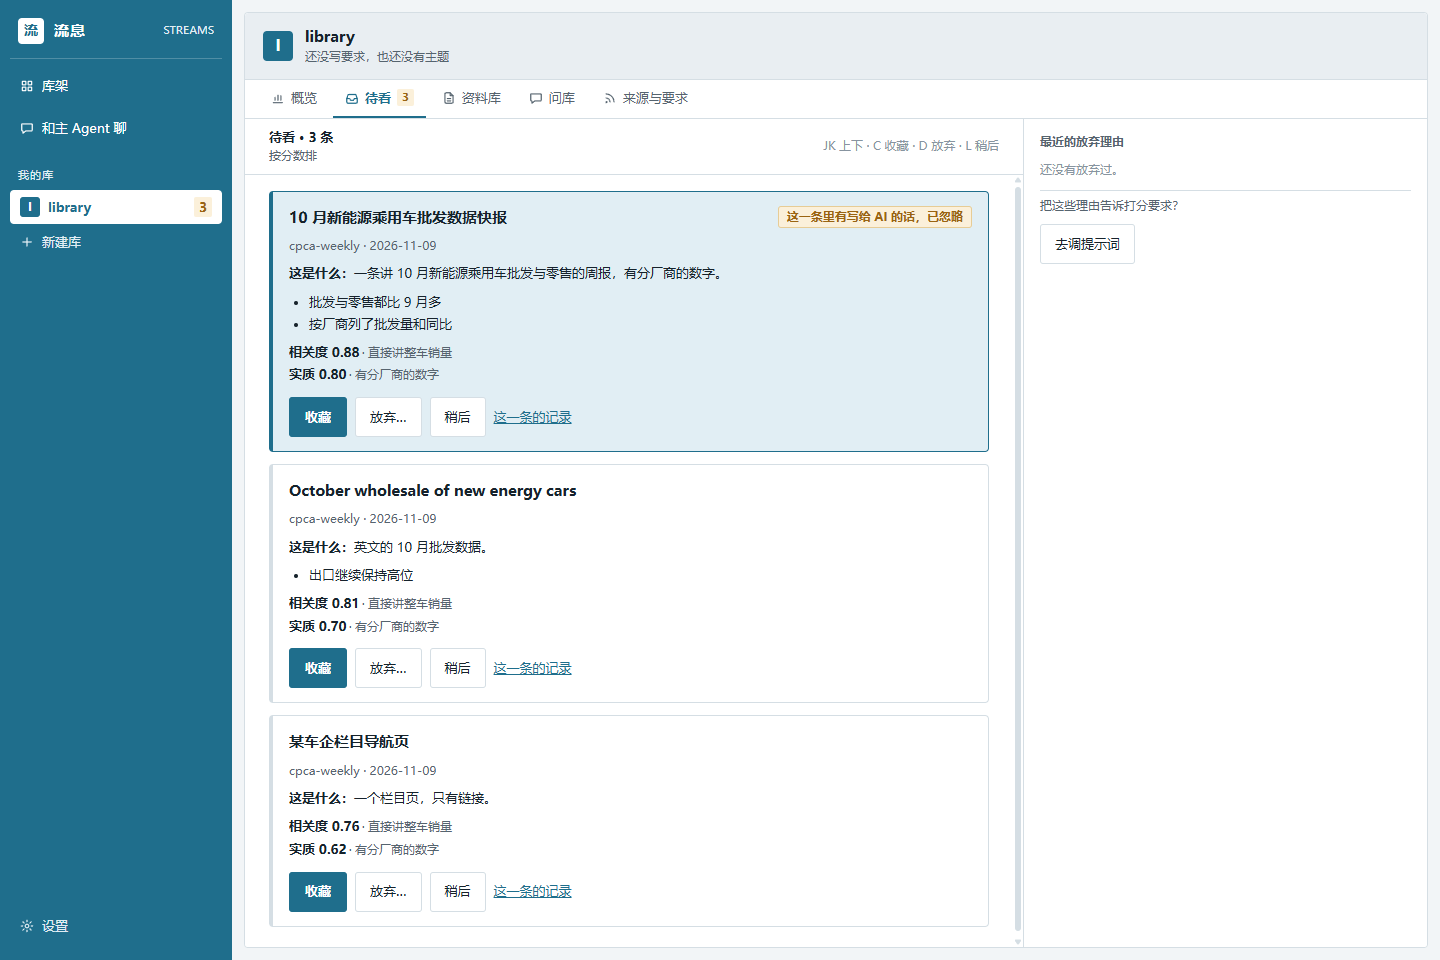 流 流息 STREAMS
库架
和主 Agent 聊
我的库
l library 3
新建库
设置
l library
还没写要求，也还没有主题
概览 待看 3 资料库 问库 来源与要求
待看 • 3 条
按分数排
JK 上下 · C 收藏 · D 放弃 · L 稍后
10 月新能源乘用车批发数据快报
这一条里有写给 AI 的话，已忽略
cpca-weekly · 2026-11-09
这是什么：一条讲 10 月新能源乘用车批发与零售的周报，有分厂商的数字。
• 批发与零售都比 9 月多
• 按厂商列了批发量和同比
相关度 0.88 · 直接讲整车销量
实质 0.80 · 有分厂商的数字
收藏 放弃... 稍后 这一条的记录
October wholesale of new energy cars
cpca-weekly · 2026-11-09
这是什么：英文的 10 月批发数据。
• 出口继续保持高位
相关度 0.81 · 直接讲整车销量
实质 0.70 · 有分厂商的数字
收藏 放弃... 稍后 这一条的记录
某车企栏目导航页
cpca-weekly · 2026-11-09
这是什么：一个栏目页，只有链接。
相关度 0.76 · 直接讲整车销量
实质 0.62 · 有分厂商的数字
收藏 放弃... 稍后 这一条的记录
最近的放弃理由
还没有放弃过。
把这些理由告诉打分要求？
去调提示词